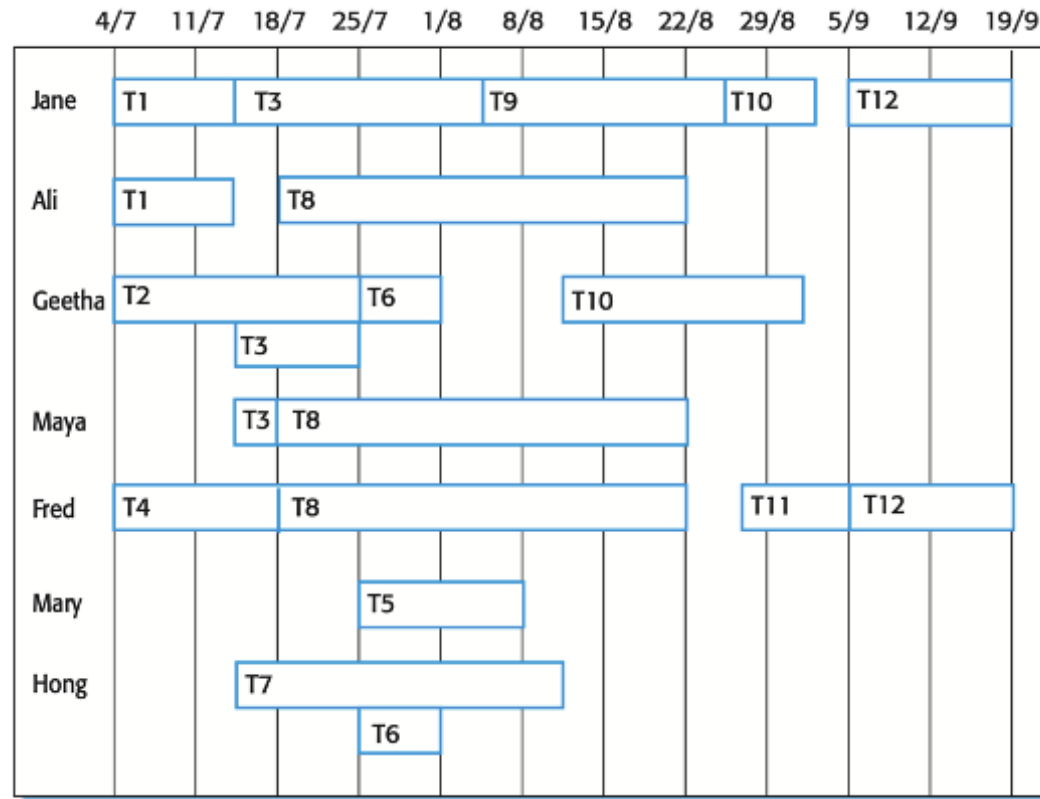 4/7 11/7 18/7 25/7 1/8 8/8 15/8 22/8 29/8 5/9 12/9 19/9
Jane T1 T3 T9 T10 T12
Ali T1 T8
Geetha T2 T6 T10
T3
Maya T3 T8
Fred T4 T8 T11 T12
Mary T5
Hong T7
T6